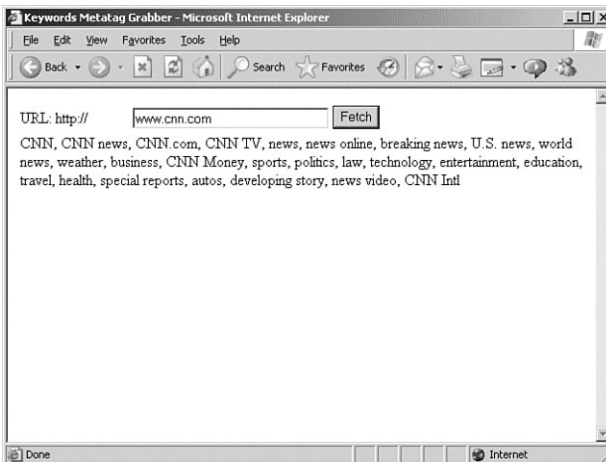 Keywords Metatag Grabber - Microsoft Internet Explorer
File Edit View Favorites Tools Help
Back Search Favorites
URL: http:// www.cnn.com Fetch
CNN, CNN news, CNN.com, CNN TV, news, news online, breaking news, U.S. news, world
news, weather, business, CNN Money, sports, politics, law, technology, entertainment, education,
travel, health, special reports, autos, developing story, news video, CNN Intl
Done Internet